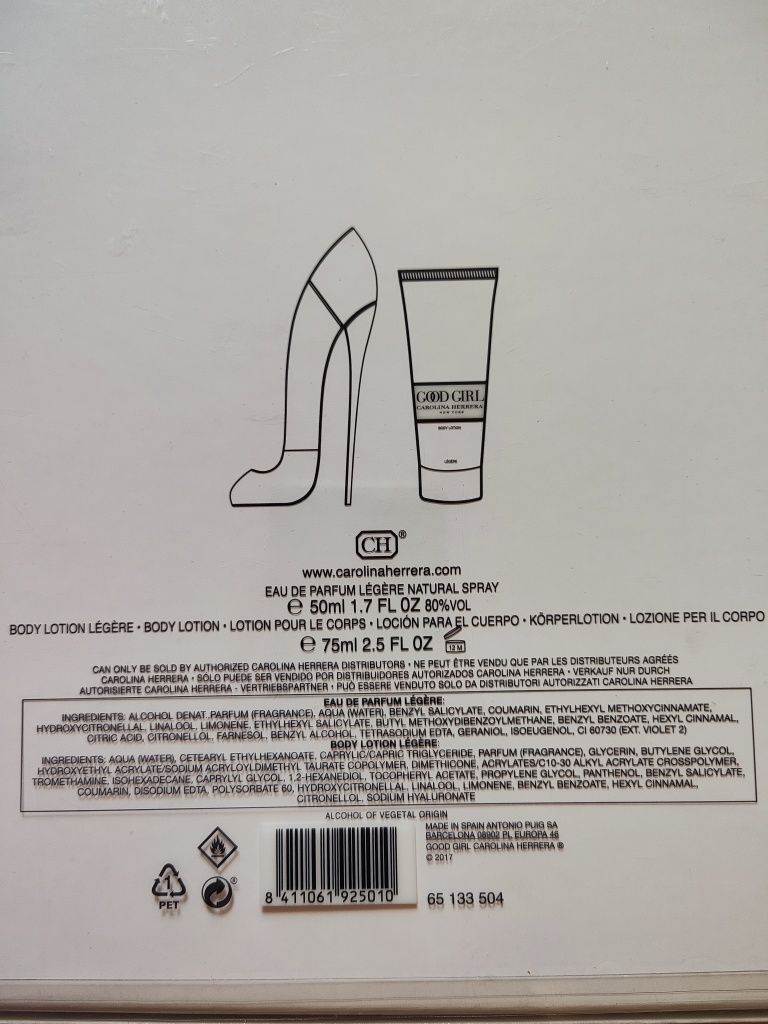 GOOD GIRL
CAROLINA HERRERA
NEW YORK
BODY LOTION
LÉGÈRE
CH®
www.carolinaherrera.com
EAU DE PARFUM LÉGÈRE NATURAL SPRAY
e 50ml 1.7 FL OZ 80%VOL
BODY LOTION LÉGÈRE • BODY LOTION • LOTION POUR LE CORPS • LOCIÓN PARA EL CUERPO • KÖRPERLOTION • LOZIONE PER IL CORPO
e 75ml 2.5 FL OZ 12 M
CAN ONLY BE SOLD BY AUTHORIZED CAROLINA HERRERA DISTRIBUTORS • NE PEUT ÊTRE VENDU QUE PAR LES DISTRIBUTEURS AGRÉÉS
CAROLINA HERRERA • SÓLO PUEDE SER VENDIDO POR DISTRIBUIDORES AUTORIZADOS CAROLINA HERRERA • VERKAUF NUR DURCH
AUTORISIERTE CAROLINA HERRERA - VERTRIEBSPARTNER • PUÒ ESSERE VENDUTO SOLO DA DISTRIBUTORI AUTORIZZATI CAROLINA HERRERA
EAU DE PARFUM LÉGÈRE:
INGREDIENTS: ALCOHOL DENAT, PARFUM (FRAGRANCE), AQUA (WATER), BENZYL SALICYLATE, COUMARIN, ETHYLHEXYL METHOXYCINNAMATE,
HYDROXYCITRONELLAL, LINALOOL, LIMONENE, ETHYLHEXYL SALICYLATE, BUTYL METHOXYDIBENZOYLMETHANE, BENZYL BENZOATE, HEXYL CINNAMAL,
CITRIC ACID, CITRONELLOL, FARNESOL, BENZYL ALCOHOL, TETRASODIUM EDTA, GERANIOL, ISOEUGENOL, CI 60730 (EXT. VIOLET 2)
BODY LOTION LÉGÈRE:
INGREDIENTS: AQUA (WATER), CETEARYL ETHYLHEXANOATE, CAPRYLIC/CAPRIC TRIGLYCERIDE, PARFUM (FRAGRANCE), GLYCERIN, BUTYLENE GLYCOL,
HYDROXYETHYL ACRYLATE/SODIUM ACRYLOYLDIMETHYL TAURATE COPOLYMER, DIMETHICONE, ACRYLATES/C10-30 ALKYL ACRYLATE CROSSPOLYMER,
TROMETHAMINE, ISOHEXADECANE, CAPRYLYL GLYCOL, 1,2-HEXANEDIOL, TOCOPHERYL ACETATE, PROPYLENE GLYCOL, PANTHENOL, BENZYL SALICYLATE,
COUMARIN, DISODIUM EDTA, POLYSORBATE 60, HYDROXYCITRONELLAL, LINALOOL, LIMONENE, BENZYL BENZOATE, HEXYL CINNAMAL,
CITRONELLOL, SODIUM HYALURONATE
ALCOHOL OF VEGETAL ORIGIN
MADE IN SPAIN ANTONIO PUIG SA
BARCELONA 08902 PL EUROPA 46
GOOD GIRL CAROLINA HERRERA ®
© 2017
1
PET
®
8 411061 925010
65 133 504